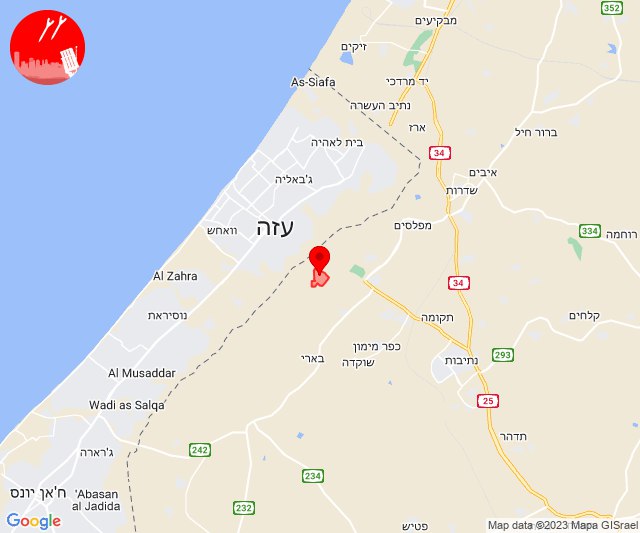 352
מבקיעים
זיקים
As-Siafa
יד מרדכי
נתיב העשרה
ארז
ברור חיל
בית לאהיה
34
איבים
ג'באליה
שדרות
עזה
וואחש
מפלסים
334
רוחמה
Al Zahra
34
נוסיראת
תקומה
קלחים
כפר מימון
בארי
שוקדה
293
נתיבות
Al Musaddar
Wadi as Salqa
25
תדהר
ג'רארה
242
234
ח'אן יונס
'Abasan
al Jadida
232
פטיש
Google
Map data ©2023 Mapa GISrael